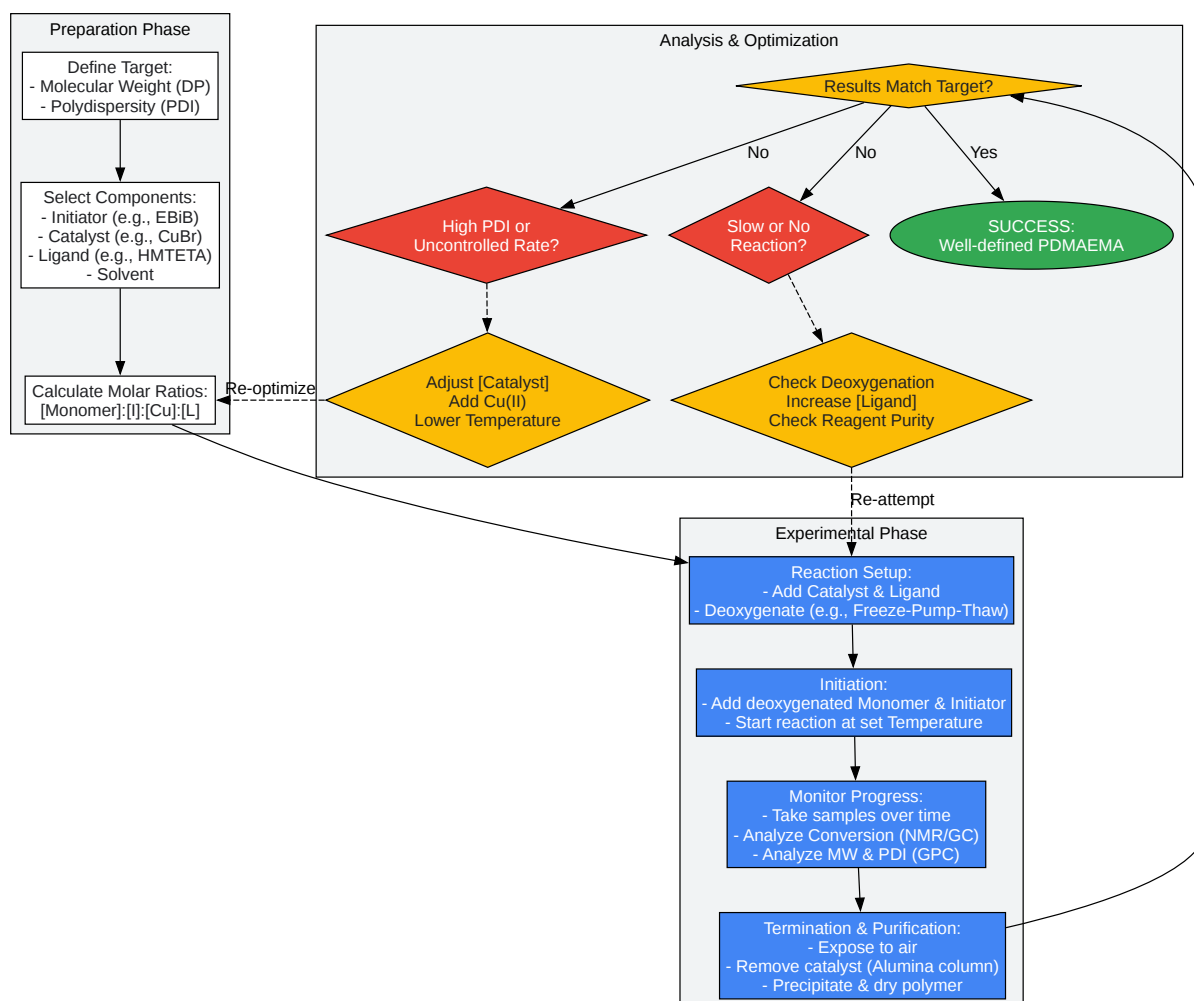 Preparation Phase
Define Target:
- Molecular Weight (DP)
- Polydispersity (PDI)
Select Components:
- Initiator (e.g., EBiB)
- Catalyst (e.g., CuBr)
- Ligand (e.g., HMTETA)
- Solvent
Calculate Molar Ratios:
[Monomer]:[I]:[Cu]:[L]
Analysis & Optimization
Results Match Target?
No
No
Yes
High PDI or
Uncontrolled Rate?
Slow or No
Reaction?
SUCCESS:
Well-defined PDMAEMA
Re-optimize
Adjust [Catalyst]
Add Cu(II)
Lower Temperature
Check Deoxygenation
Increase [Ligand]
Check Reagent Purity
Re-attempt
Experimental Phase
Reaction Setup:
- Add Catalyst & Ligand
- Deoxygenate (e.g., Freeze-Pump-Thaw)
Initiation:
- Add deoxygenated Monomer & Initiator
- Start reaction at set Temperature
Monitor Progress:
- Take samples over time
- Analyze Conversion (NMR/GC)
- Analyze MW & PDI (GPC)
Termination & Purification:
- Expose to air
- Remove catalyst (Alumina column)
- Precipitate & dry polymer